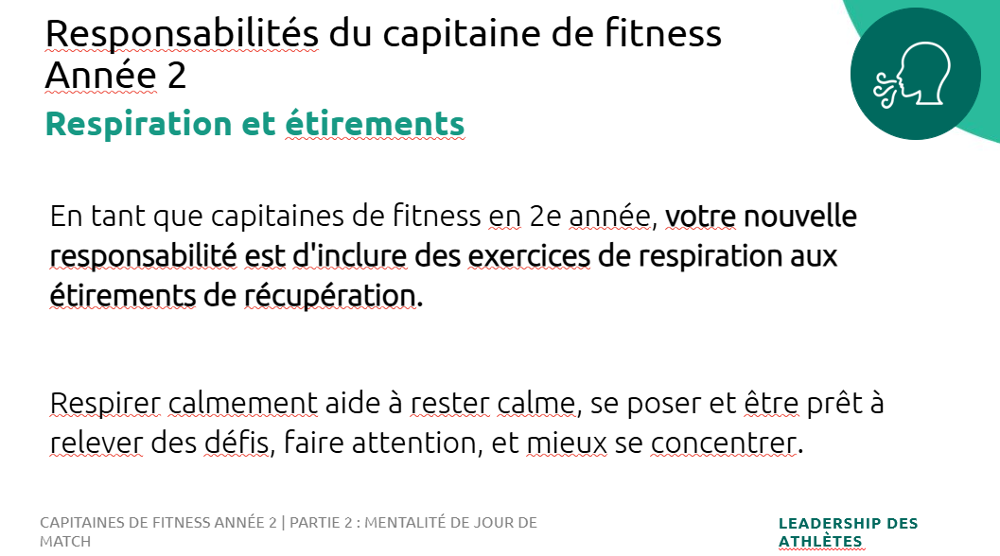 Responsabilités du capitaine de fitness
Année 2
Respiration et étirements
En tant que capitaines de fitness en 2e année, votre nouvelle
responsabilité est d'inclure des exercices de respiration aux
étirements de récupération.
Respirer calmement aide à rester calme, se poser et être prêt à
relever des défis, faire attention, et mieux se concentrer.
CAPITAINES DE FITNESS ANNÉE 2 | PARTIE 2 : MENTALITÉ DE JOUR DE
MATCH
LEADERSHIP DES
ATHLÈTES